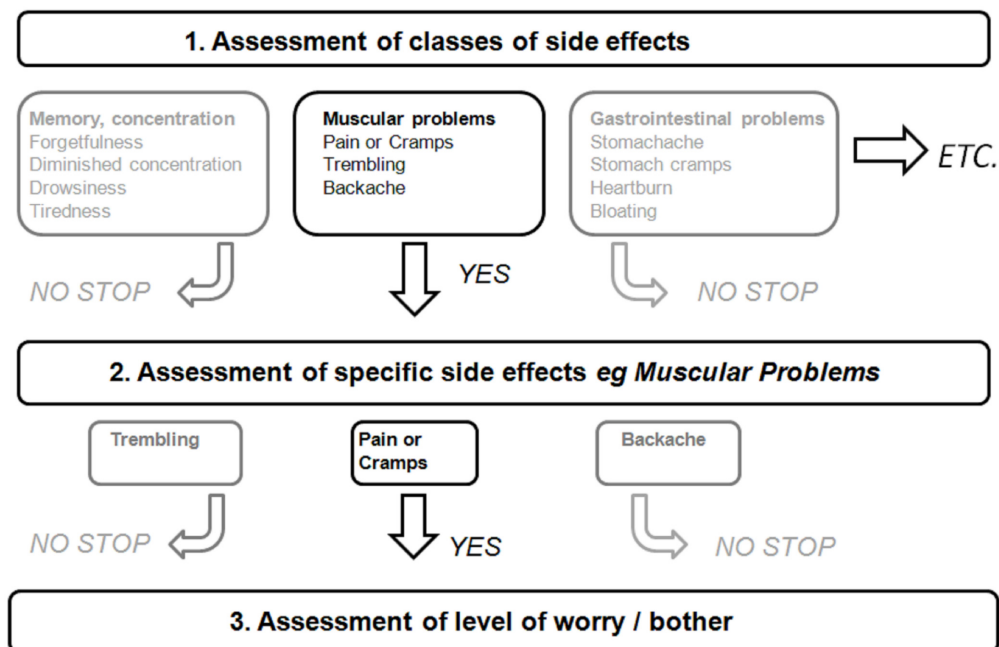 1. Assessment of classes of side effects
Memory, concentration
Forgetfulness
Diminished concentration
Drowsiness
Tiredness
Muscular problems
Pain or Cramps
Trembling
Backache
Gastrointestinal problems
Stomachache
Stomach cramps
Heartburn
Bloating
ETC.
NO STOP
YES
NO STOP
2. Assessment of specific side effects eg Muscular Problems
Trembling
Pain or
Cramps
Backache
NO STOP
YES
NO STOP
3. Assessment of level of worry / bother